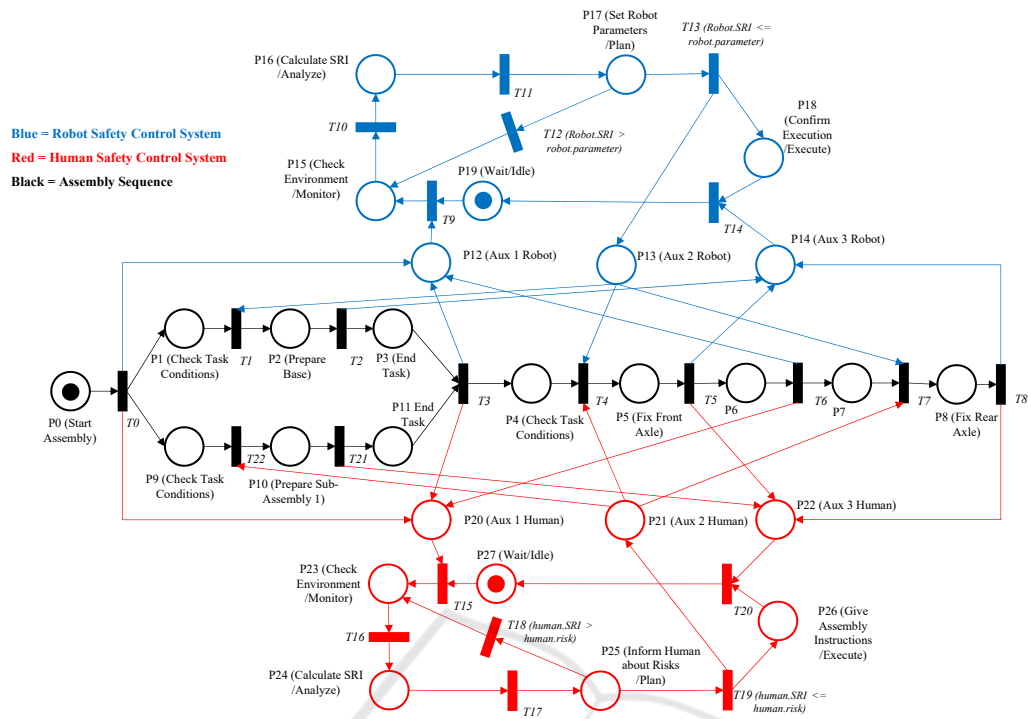 P17 (Set Robot
Parameters
/Plan)
T13 (Robot.SRI <=
robot.parameter)
P16 (Calculate SRI
/Analyze)
T11
P18
(Confirm
Execution
/Execute)
Blue = Robot Safety Control System
T10
T12 (Robot.SRI >
robot.parameter)
Red = Human Safety Control System
P15 (Check
Environment
/Monitor)
P19 (Wait/Idle)
Black = Assembly Sequence
T9
T14
P12 (Aux 1 Robot)
P13 (Aux 2 Robot)
P14 (Aux 3 Robot)
P1 (Check Task
Conditions)
T1
P2 (Prepare
Base)
T2
P3 (End
Task)
P0 (Start
Assembly)
T0
P11 End
Task
T3
P4 (Check Task
Conditions)
T4
P5 (Fix Front
Axle)
T5
P6
T6
P7
T7
P8 (Fix Rear
Axle)
T8
P9 (Check Task
Conditions)
T22
P10 (Prepare Sub-
Assembly 1)
T21
P20 (Aux 1 Human)
P21 (Aux 2 Human)
P22 (Aux 3 Human)
P23 (Check
Environment
/Monitor)
P27 (Wait/Idle)
T15
T20
T16
T18 (human.SRI >
human.risk)
P26 (Give
Assembly
Instructions
/Execute)
P25 (Inform Human
about Risks
/Plan)
P24 (Calculate SRI
/Analyze)
T17
T19 (human.SRI <=
human.risk)